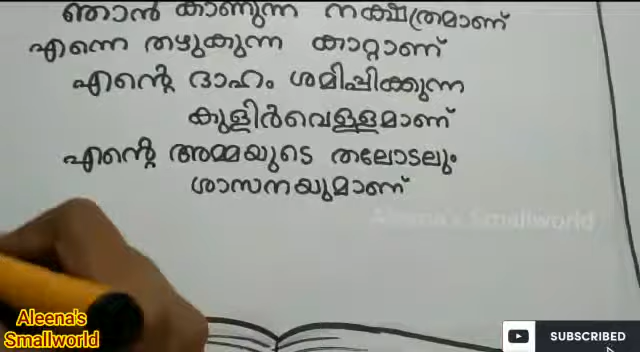 ഞാൻ കാണുന്ന നക്ഷത്രമാണ്
എന്നെ തഴുകുന്ന കാറ്റാണ്
എന്റെ ദാഹം ശമിപ്പിക്കുന്ന
കുളിർവെള്ളമാണ്
എന്റെ അമ്മയുടെ തലോടലും
ശാസനയുമാണ്
Aleena's Smallworld
Aleena's
Smallworld
SUBSCRIBED